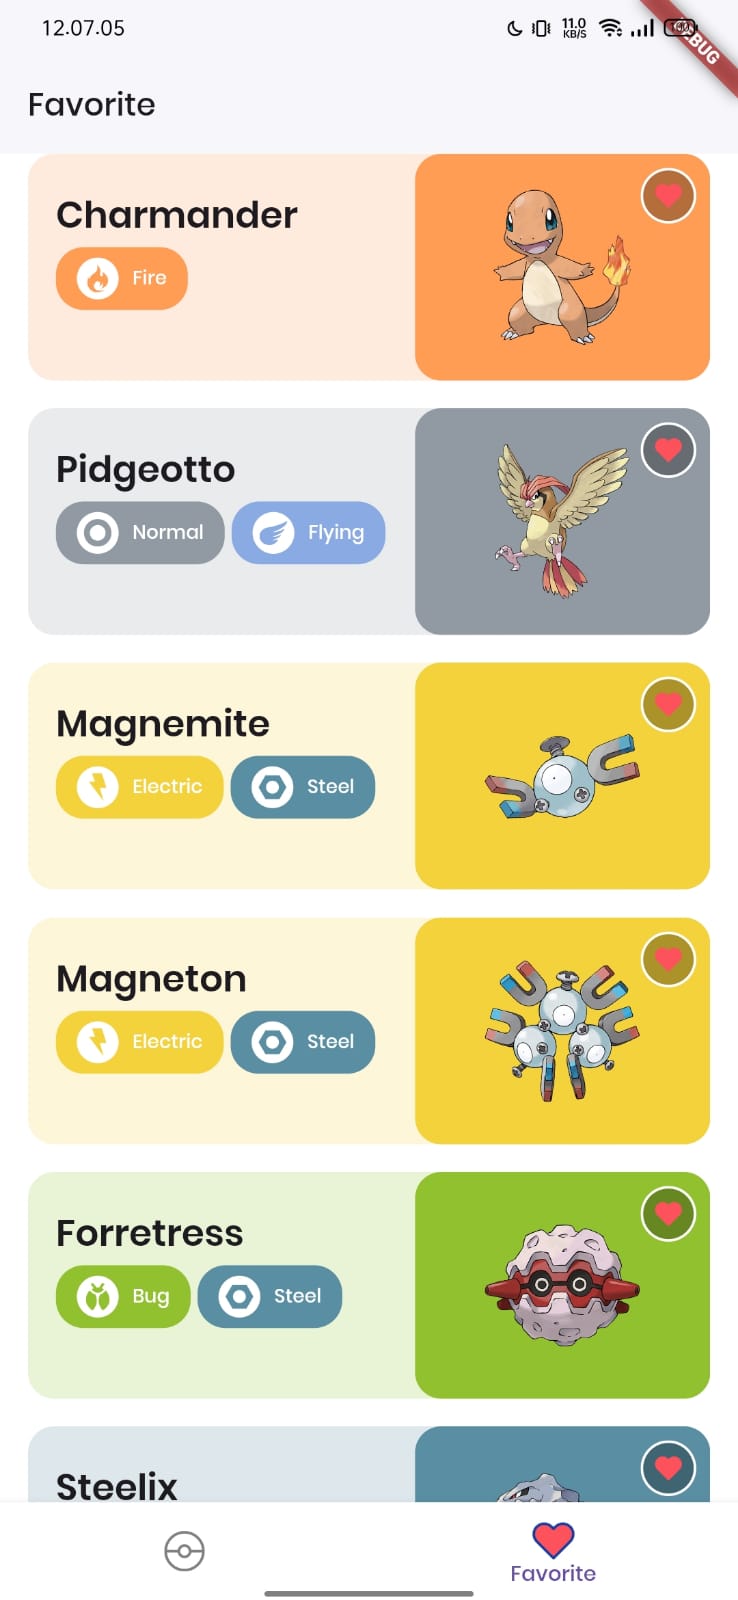 12.07.05
11.0
KB/S
DEBUG
Favorite
Charmander
Fire
Pidgeotto
Normal Flying
Magnemite
Electric Steel
Magneton
Electric Steel
Forretress
Bug Steel
Steelix
Favorite